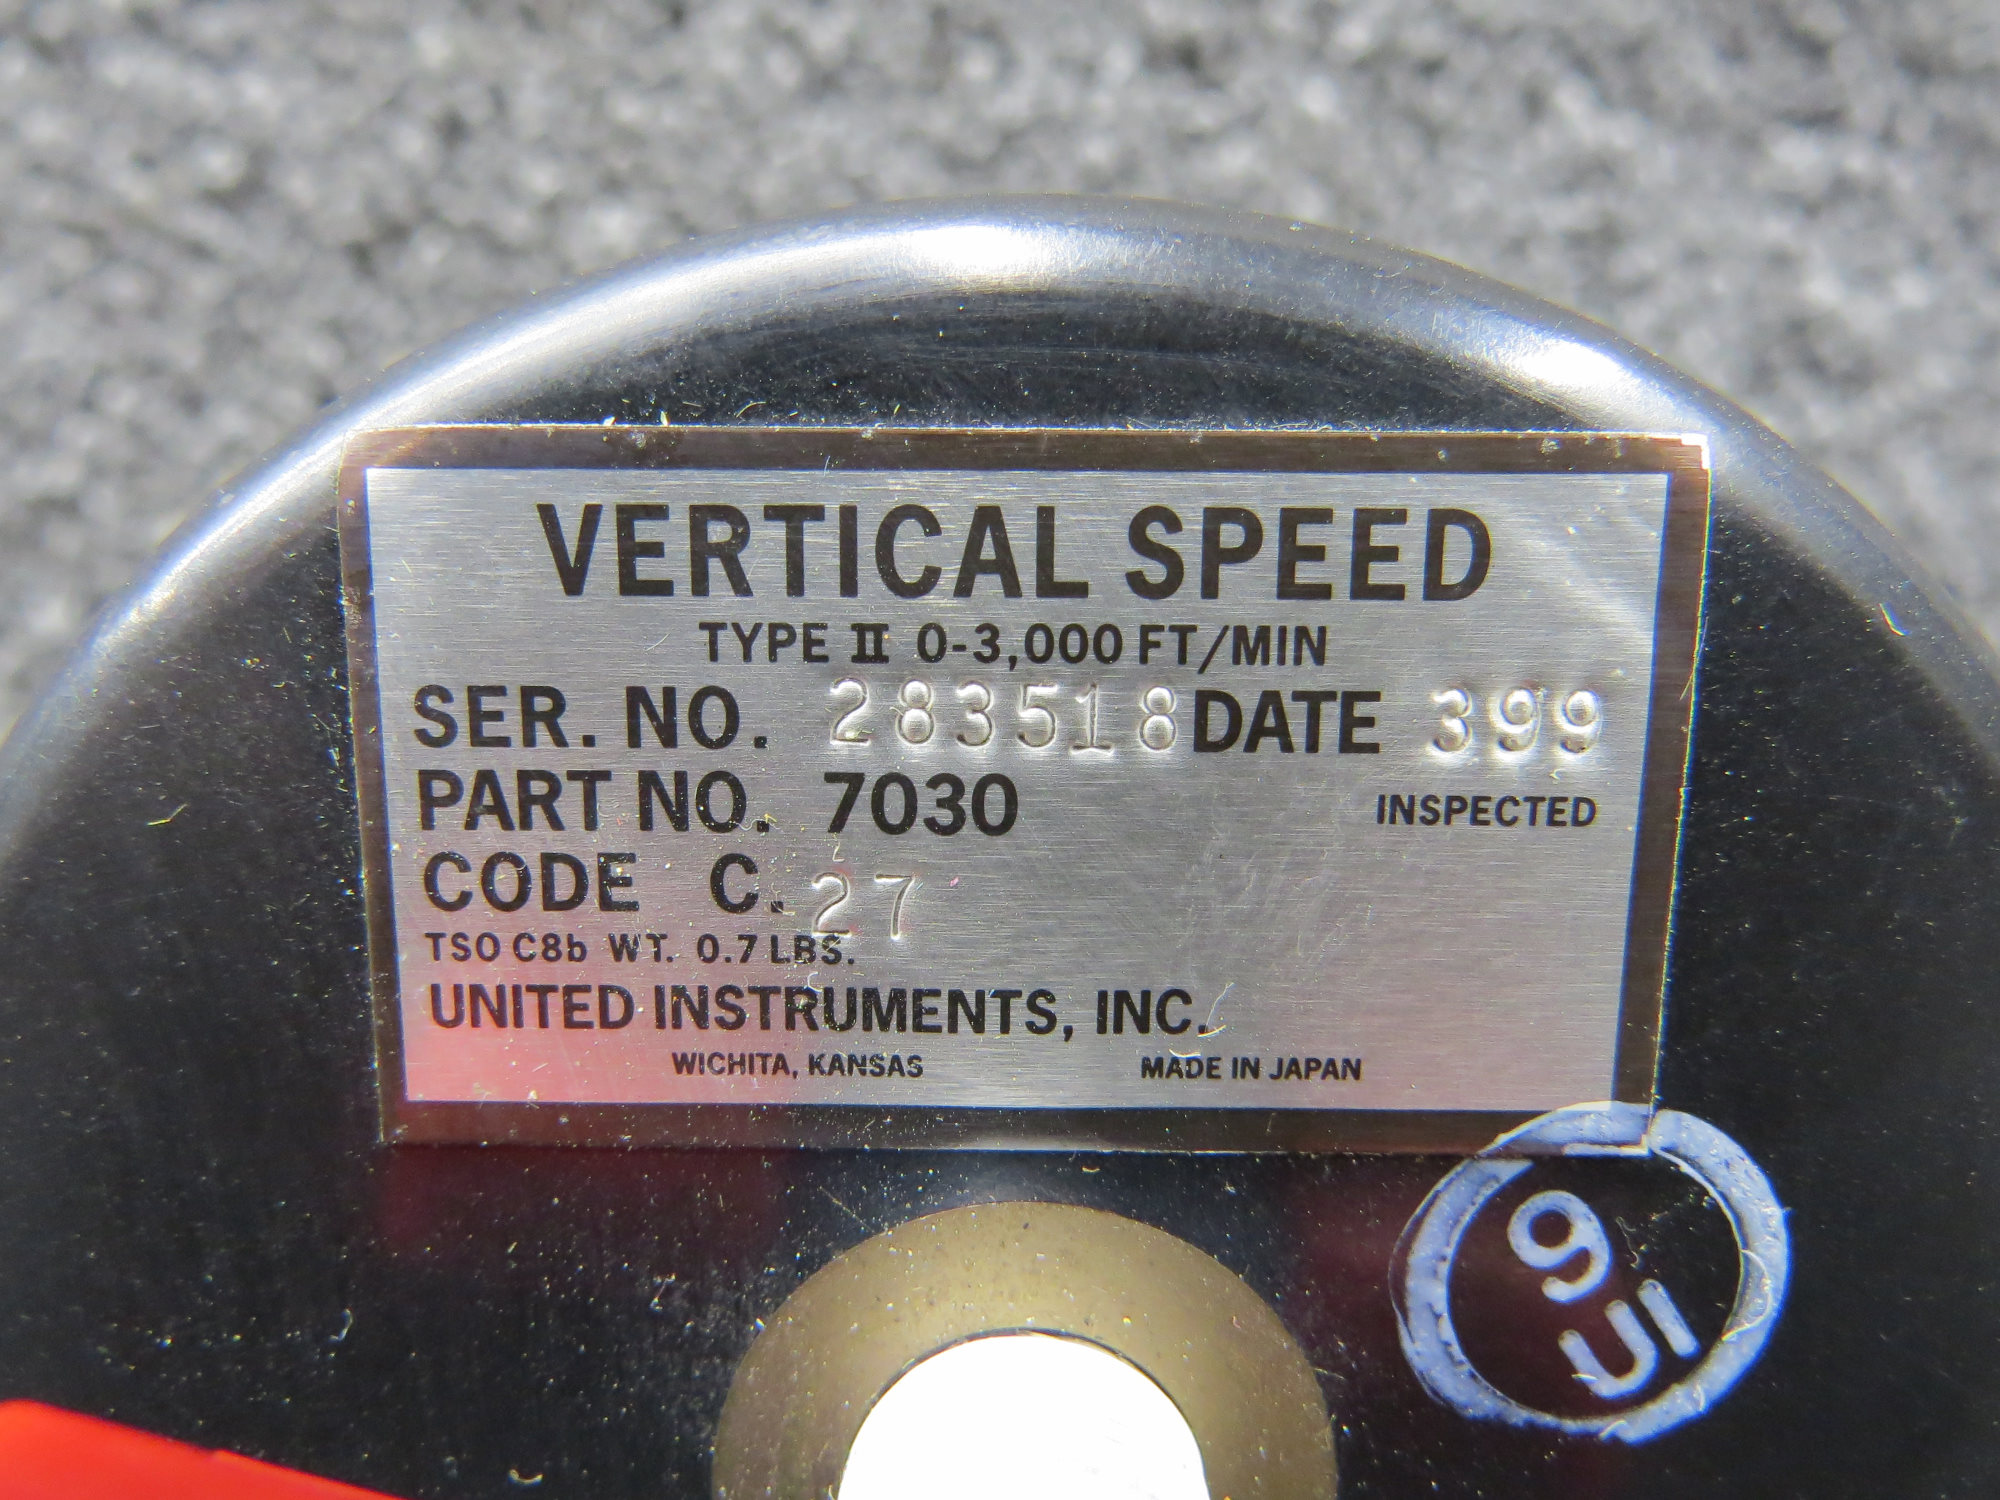 VERTICAL SPEED
TYPE II 0-3,000 FT/MIN
SER. NO. 283518 DATE 399
PART NO. 7030 INSPECTED
CODE C. 27
TSO C8b WT. 0.7 LBS.
UNITED INSTRUMENTS, INC.
WICHITA, KANSAS MADE IN JAPAN
9
UI